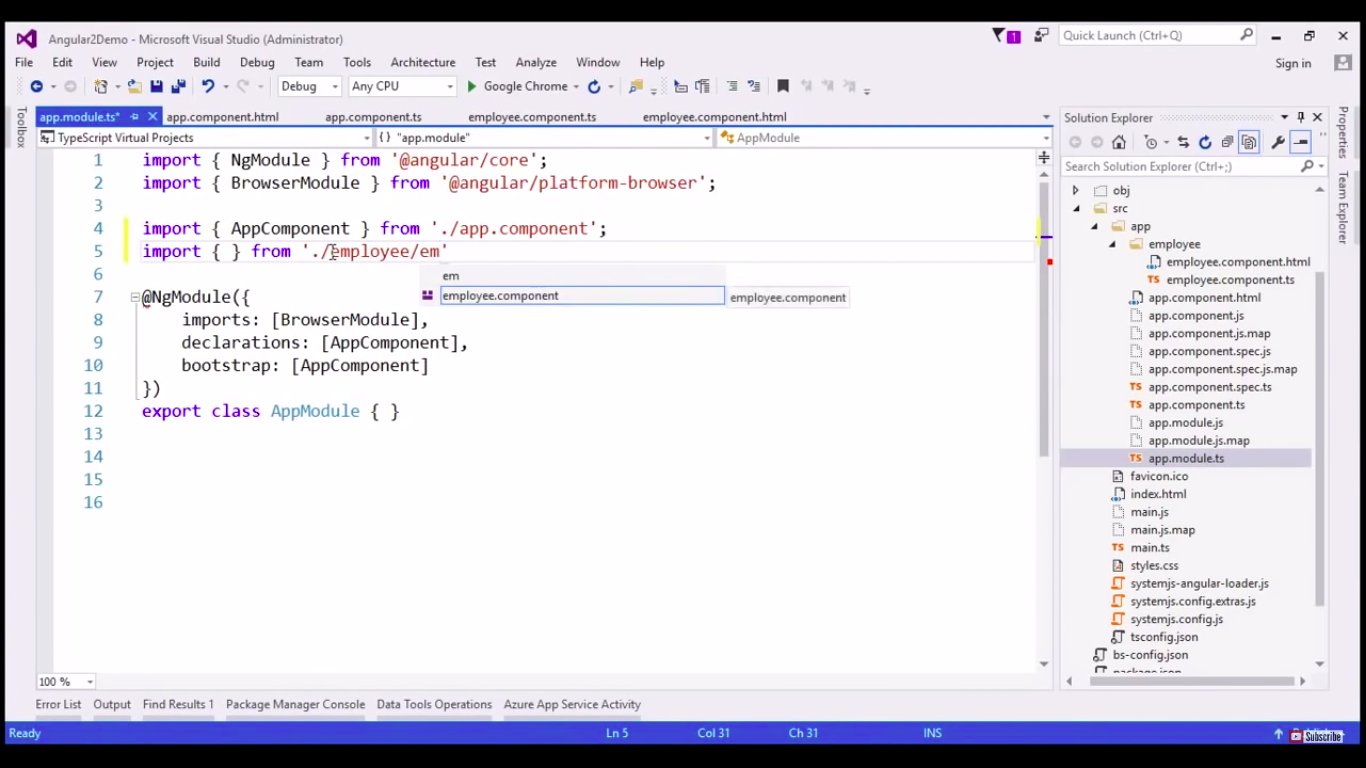 Angular2Demo - Microsoft Visual Studio (Administrator)
1
Quick Launch (Ctrl+Q)
File Edit View Project Build Debug Team Tools Architecture Test Analyze Window Help
Sign in
Debug Any CPU Google Chrome
Toolbox
app.module.ts* app.component.html app.component.ts employee.component.ts employee.component.html
TypeScript Virtual Projects {} "app.module" AppModule
1 import { NgModule } from '@angular/core';
2 import { BrowserModule } from '@angular/platform-browser';
3
4 import { AppComponent } from './app.component';
5 import { } from './employee/em'
em
employee.component employee.component
6
7 @NgModule({
8 imports: [BrowserModule],
9 declarations: [AppComponent],
10 bootstrap: [AppComponent]
11 })
12 export class AppModule { }
13
14
15
16
100 %
Solution Explorer
Search Solution Explorer (Ctrl+;)
obj
src
app
employee
employee.component.html
TS employee.component.ts
app.component.html
app.component.js
app.component.js.map
app.component.spec.js
app.component.spec.js.map
TS app.component.spec.ts
TS app.component.ts
app.module.js
app.module.js.map
TS app.module.ts
favicon.ico
index.html
main.js
main.js.map
TS main.ts
styles.css
systemjs-angular-loader.js
systemjs.config.extras.js
systemjs.config.js
tsconfig.json
bs-config.json
package.json
Properties
Team Explorer
Error List Output Find Results 1 Package Manager Console Data Tools Operations Azure App Service Activity
Ready Ln 5 Col 31 Ch 31 INS
Subscribe